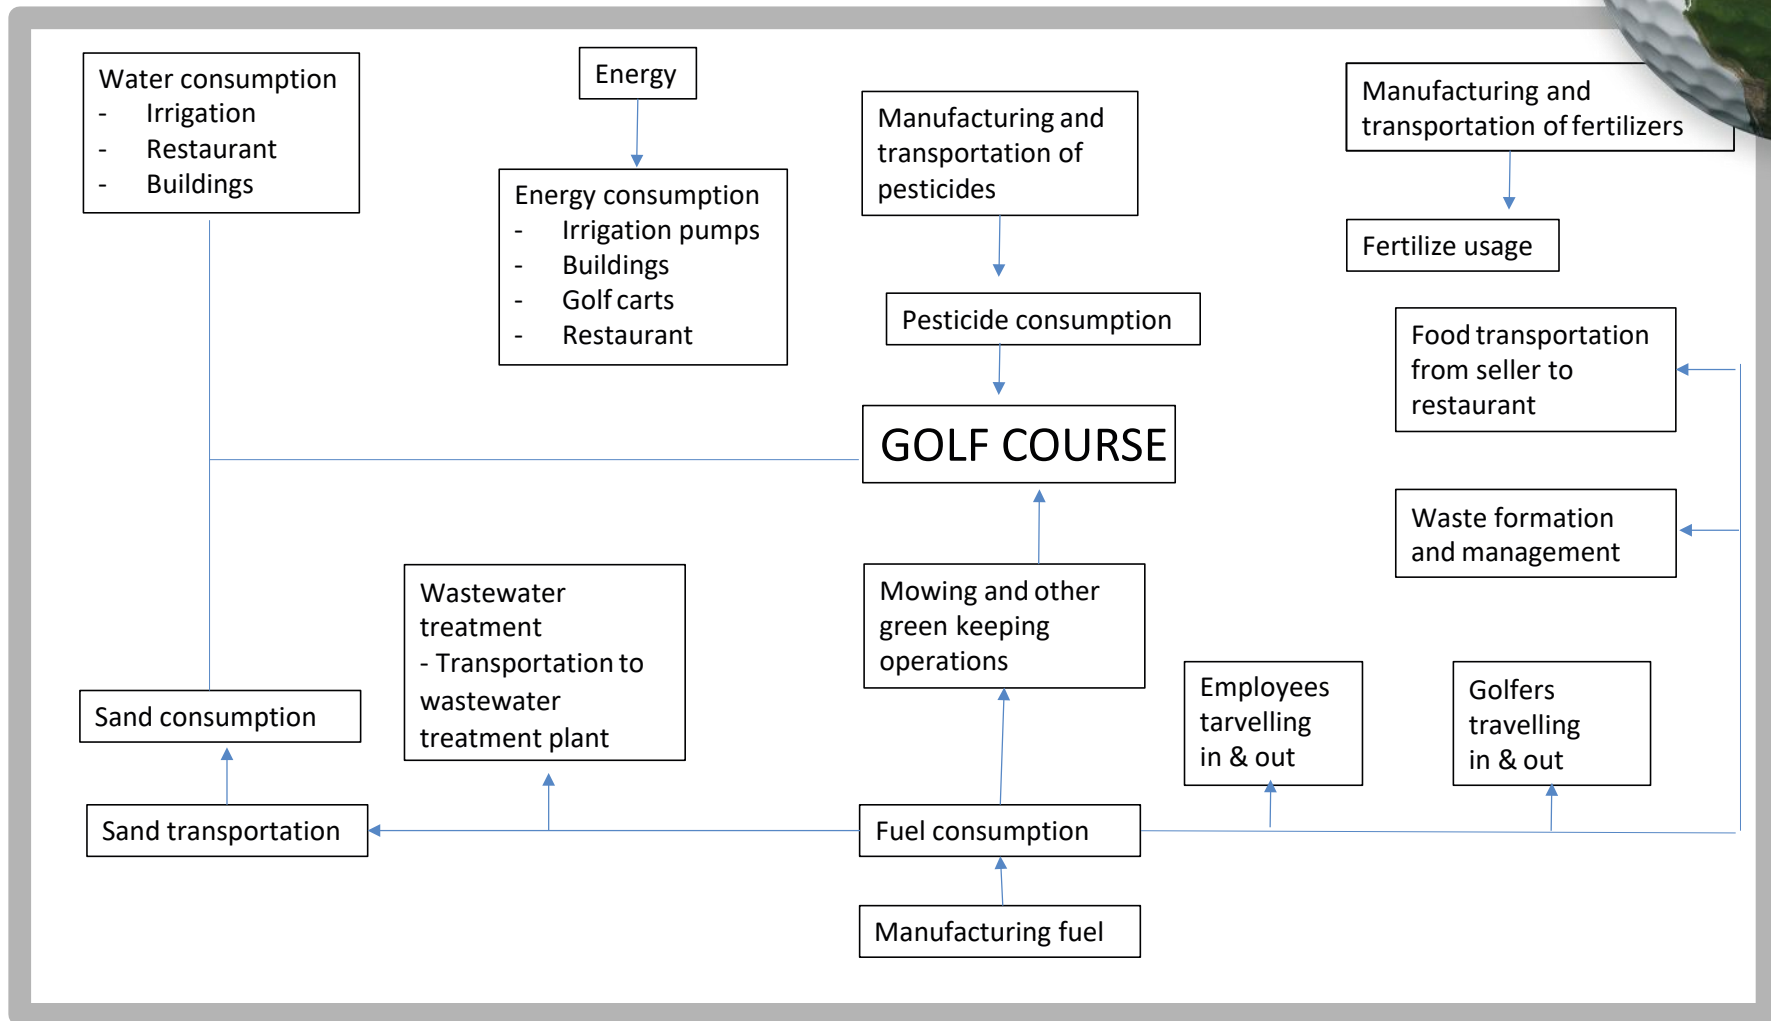 Water consumption
- Irrigation
- Restaurant
- Buildings
Energy
Energy consumption
- Irrigation pumps
- Buildings
- Golf carts
- Restaurant
Manufacturing and
transportation of
pesticides
Pesticide consumption
Manufacturing and
transportation of fertilizers
Fertilize usage
Food transportation
from seller to
restaurant
GOLF COURSE
Waste formation
and management
Wastewater
treatment
- Transportation to
wastewater
treatment plant
Mowing and other
green keeping
operations
Employees
tarvelling
in & out
Golfers
travelling
in & out
Sand consumption
Sand transportation
Fuel consumption
Manufacturing fuel